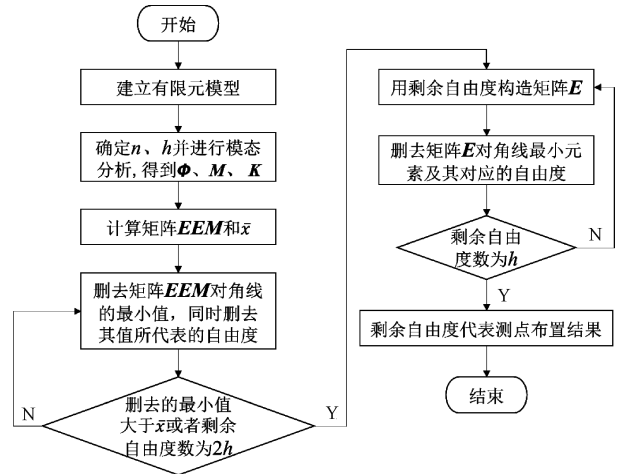 开始
建立有限元模型
确定n、h并进行模态
分析,得到Φ、M、K
计算矩阵EEM和x̄
删去矩阵EEM对角线
的最小值，同时删去
其值所代表的自由度
删去的最小值
大于x̄或者剩余
自由度数为2h
N
Y
用剩余自由度构造矩阵E
删去矩阵E对角线最小元
素及其对应的自由度
剩余自由
度数为h
N
Y
剩余自由度代表测点布置结果
结束